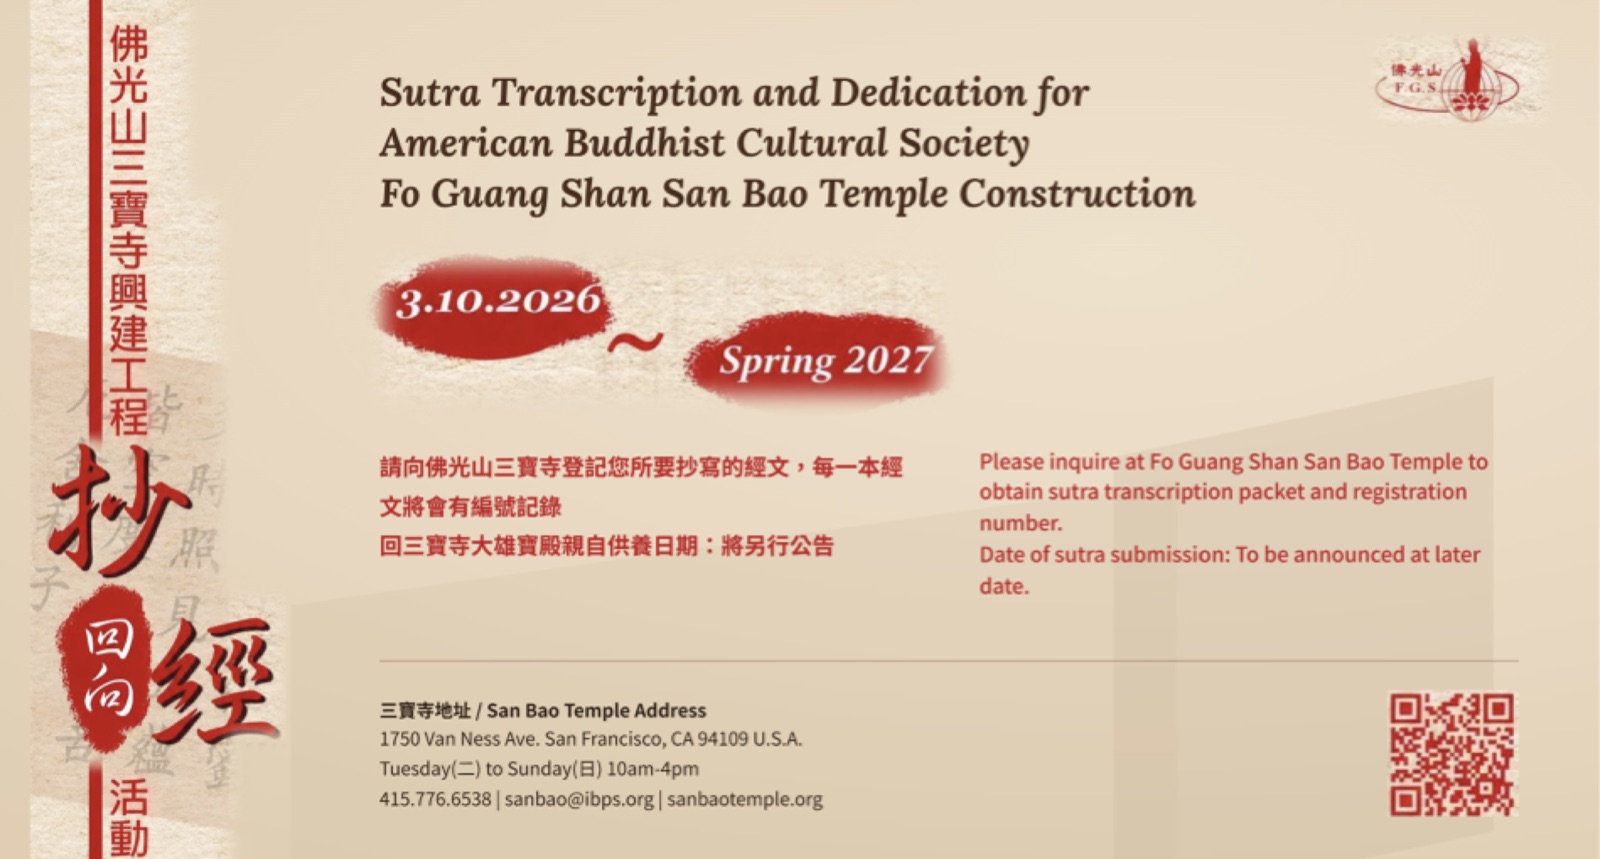 佛光山三寶寺興建工程
抄經
回向
活動
Sutra Transcription and Dedication for
American Buddhist Cultural Society
Fo Guang Shan San Bao Temple Construction
佛光山
F.G.S.
3.10.2026
~
Spring 2027
請向佛光山三寶寺登記您所要抄寫的經文，每一本經
文將會有編號記錄
回三寶寺大雄寶殿親自供養日期：將另行公告
Please inquire at Fo Guang Shan San Bao Temple to
obtain sutra transcription packet and registration
number.
Date of sutra submission: To be announced at later
date.
三寶寺地址 / San Bao Temple Address
1750 Van Ness Ave. San Francisco, CA 94109 U.S.A.
Tuesday(二) to Sunday(日) 10am-4pm
415.776.6538 | sanbao@ibps.org | sanbaotemple.org